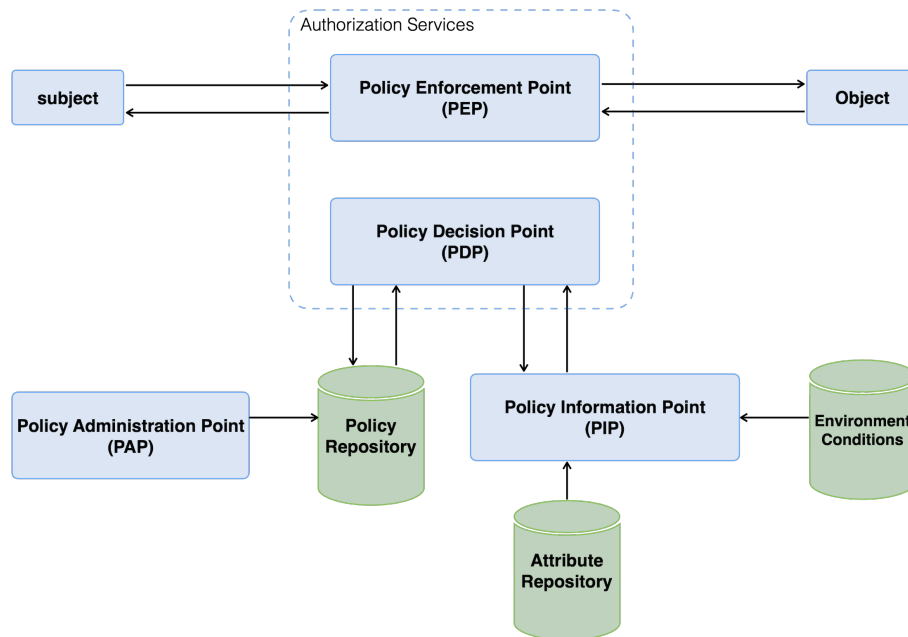 Authorization Services
subject
Policy Enforcement Point
(PEP)
Object
Policy Decision Point
(PDP)
Policy Administration Point
(PAP)
Policy
Repository
Policy Information Point
(PIP)
Environment
Conditions
Attribute
Repository